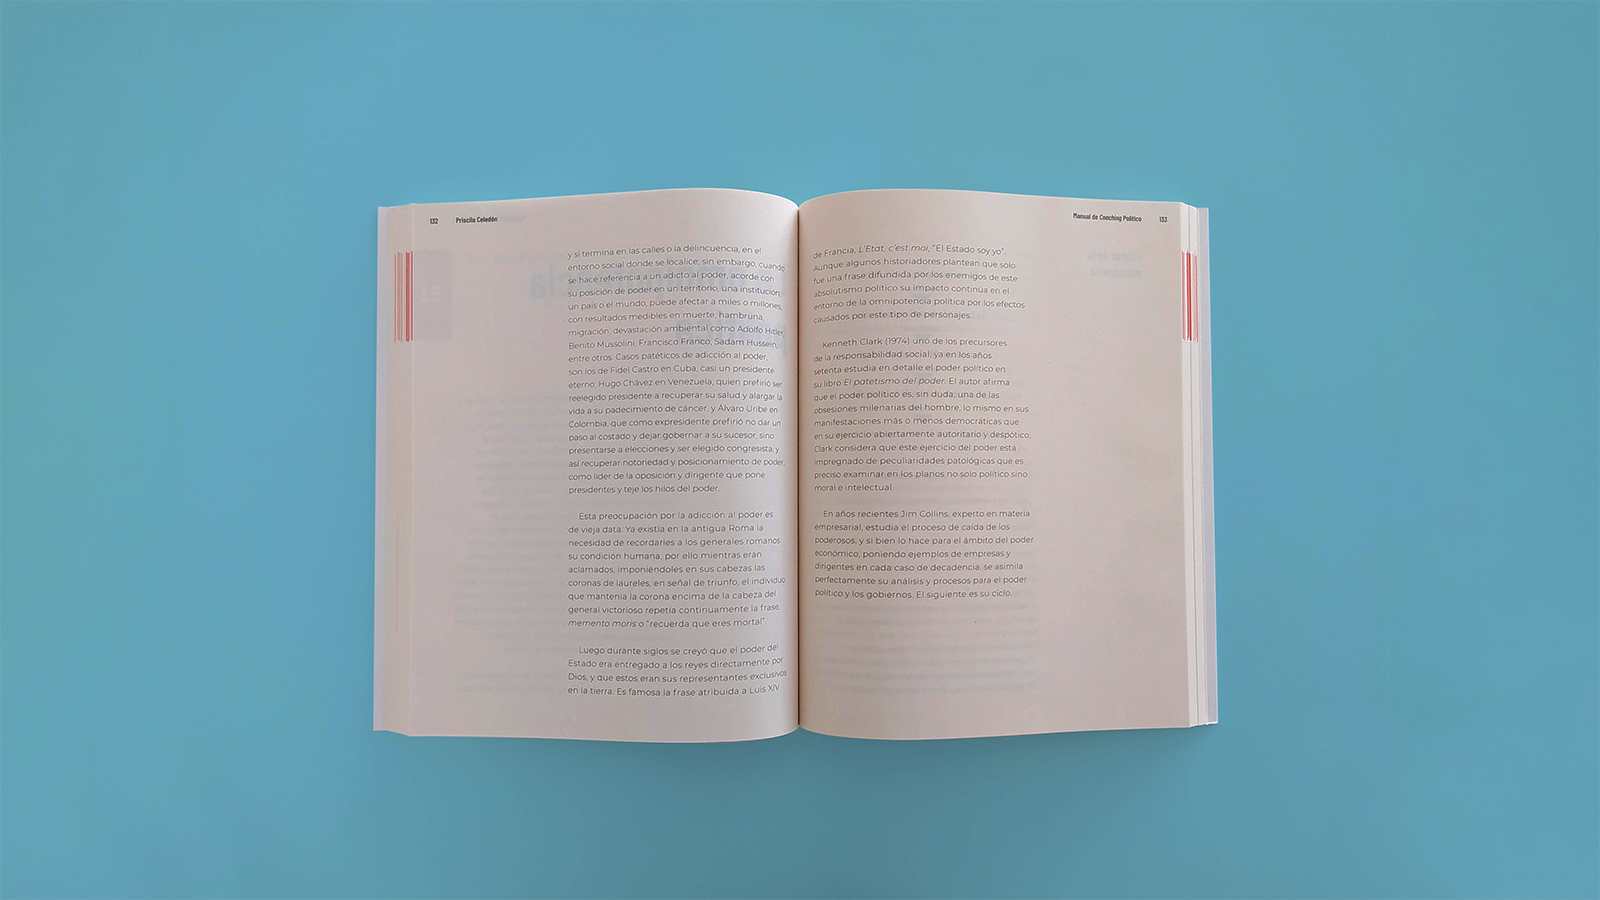 132 Priscila Celedón
y si termina en las calles o la delincuencia, en el
entorno social donde se localice; sin embargo, cuando
se hace referencia a un adicto al poder, acorde con
su posición de poder en un territorio, una institución,
un país o el mundo, puede afectar a miles o millones,
con resultados medibles en muerte, hambruna,
migración, devastación ambiental como Adolfo Hitler,
Benito Mussolini, Francisco Franco, Sadam Hussein,
entre otros. Casos patéticos de adicción al poder,
son los de Fidel Castro en Cuba, casi un presidente
eterno; Hugo Chávez en Venezuela, quien prefirió ser
reelegido presidente a recuperar su salud y alargar la
vida a su padecimiento de cáncer, y Álvaro Uribe en
Colombia, que como expresidente prefirió no dar un
paso al costado y dejar gobernar a su sucesor, sino
presentarse a elecciones y ser elegido congresista, y
así recuperar notoriedad y posicionamiento de poder,
como líder de la oposición y dirigente que pone
presidentes y teje los hilos del poder.
Esta preocupación por la adicción al poder es
de vieja data. Ya existía en la antigua Roma la
necesidad de recordarles a los generales romanos
su condición humana, por ello mientras eran
aclamados, imponiéndoles en sus cabezas las
coronas de laureles, en señal de triunfo, el individuo
que mantenía la corona encima de la cabeza del
general victorioso repetía continuamente la frase,
memento moris o "recuerda que eres mortal".
Luego durante siglos se creyó que el poder del
Estado era entregado a los reyes directamente por
Dios, y que estos eran sus representantes exclusivos
en la tierra. Es famosa la frase atribuida a Luis XIV
Manual de Coaching Político 133
de Francia, L'Etat, c'est moi, "El Estado soy yo".
Aunque algunos historiadores plantean que solo
fue una frase difundida por los enemigos de este
absolutismo político su impacto continúa en el
entorno de la omnipotencia política por los efectos
causados por este tipo de personajes.
Kenneth Clark (1974) uno de los precursores
de la responsabilidad social, ya en los años
setenta estudia en detalle el poder político en
su libro El patetismo del poder. El autor afirma
que el poder político es, sin duda, una de las
obsesiones milenarias del hombre, lo mismo en sus
manifestaciones más o menos democráticas que
en su ejercicio abiertamente autoritario y despótico.
Clark considera que este ejercicio del poder está
impregnado de peculiaridades patológicas que es
preciso examinar en los planos no solo político sino
moral e intelectual.
En años recientes Jim Collins, experto en materia
empresarial, estudia el proceso de caída de los
poderosos, y si bien lo hace para el ámbito del poder
económico, poniendo ejemplos de empresas y
dirigentes en cada caso de decadencia, se asimila
perfectamente su análisis y procesos para el poder
político y los gobiernos. El siguiente es su ciclo.